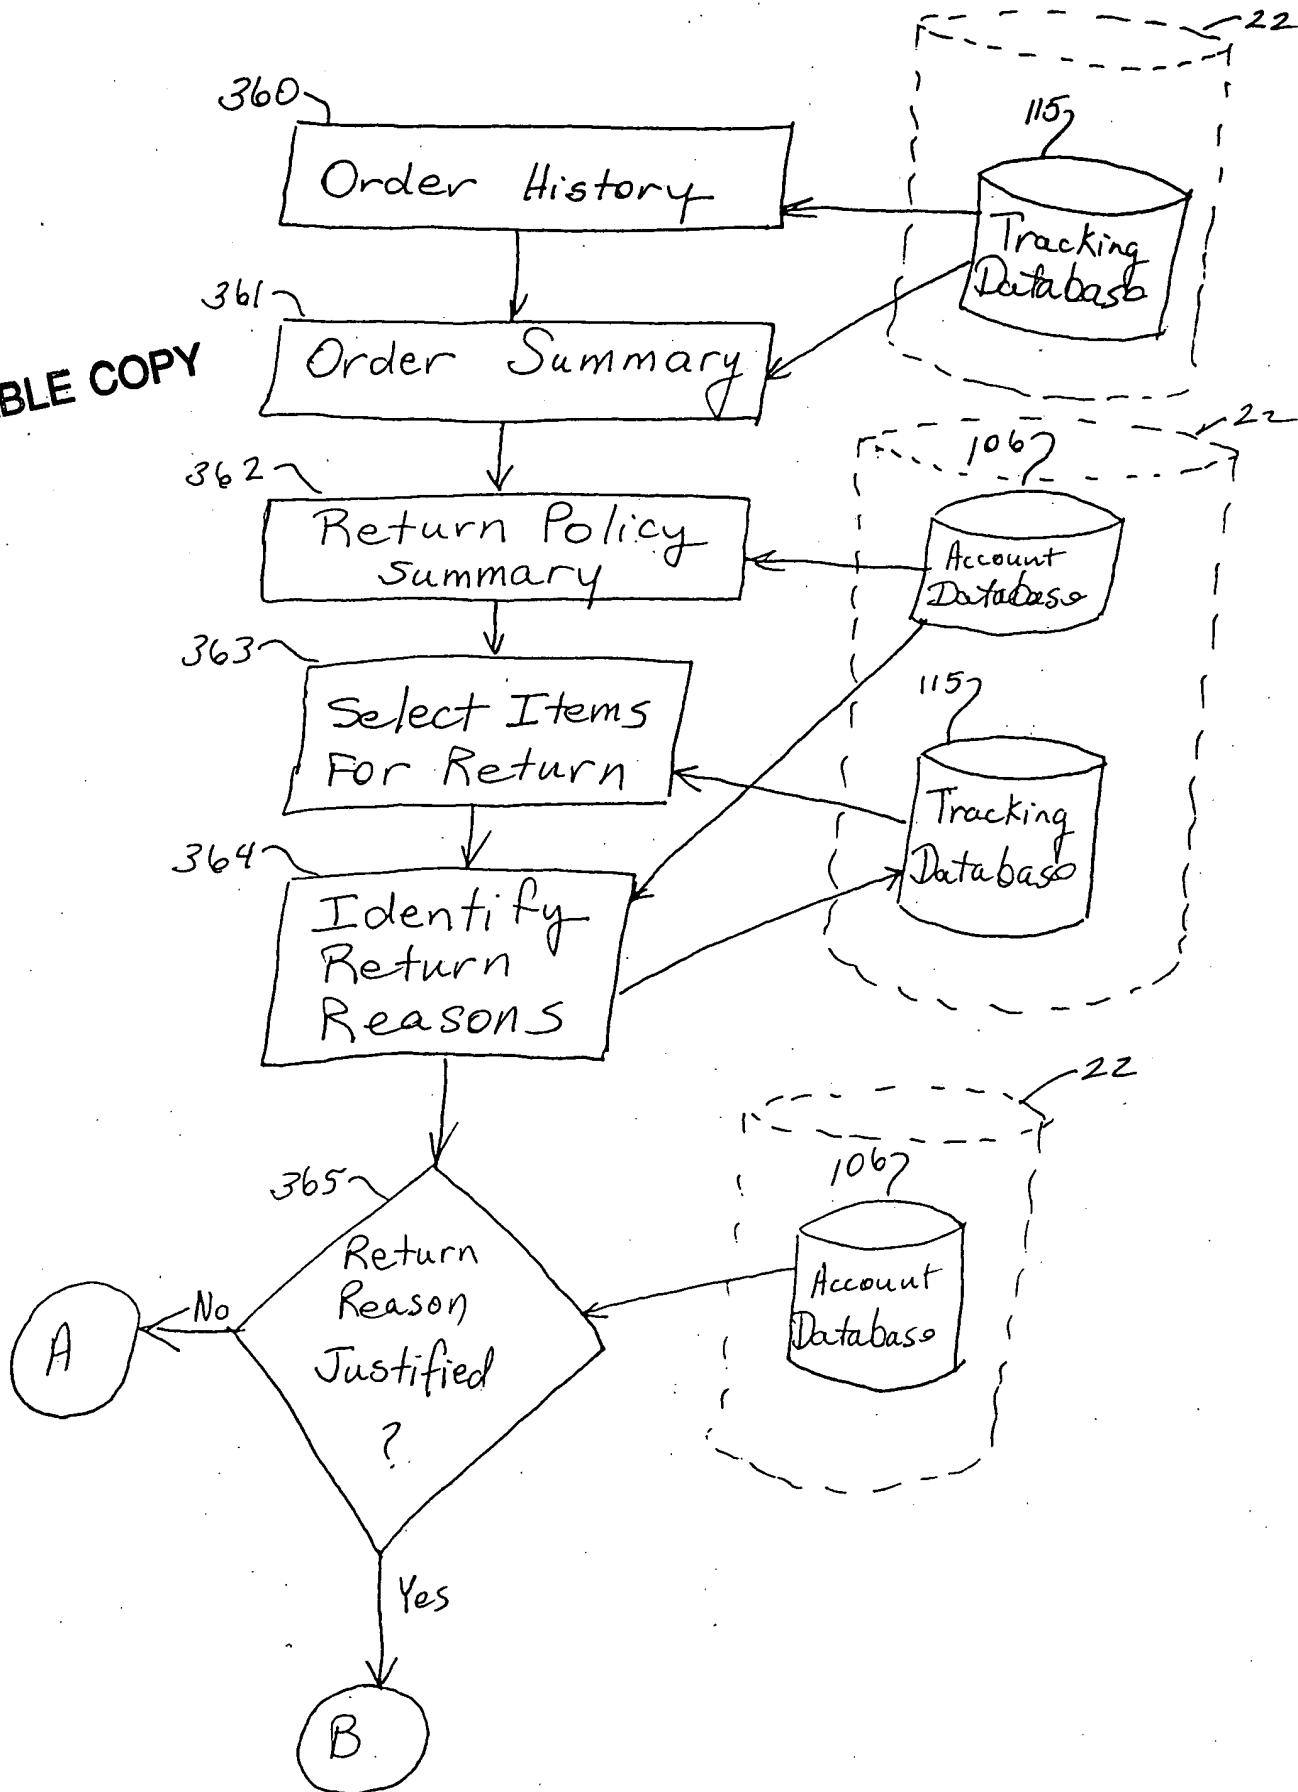 22
360
115
Order History
Tracking
Database
361
BLE COPY
Order Summary
22
362
106
Return Policy
Summary
Account
Database
363
115
Select Items
For Return
Tracking
Database
364
Identify
Return
Reasons
22
365
106
Return
Reason
Justified
?
Account
Database
No
A
Yes
B